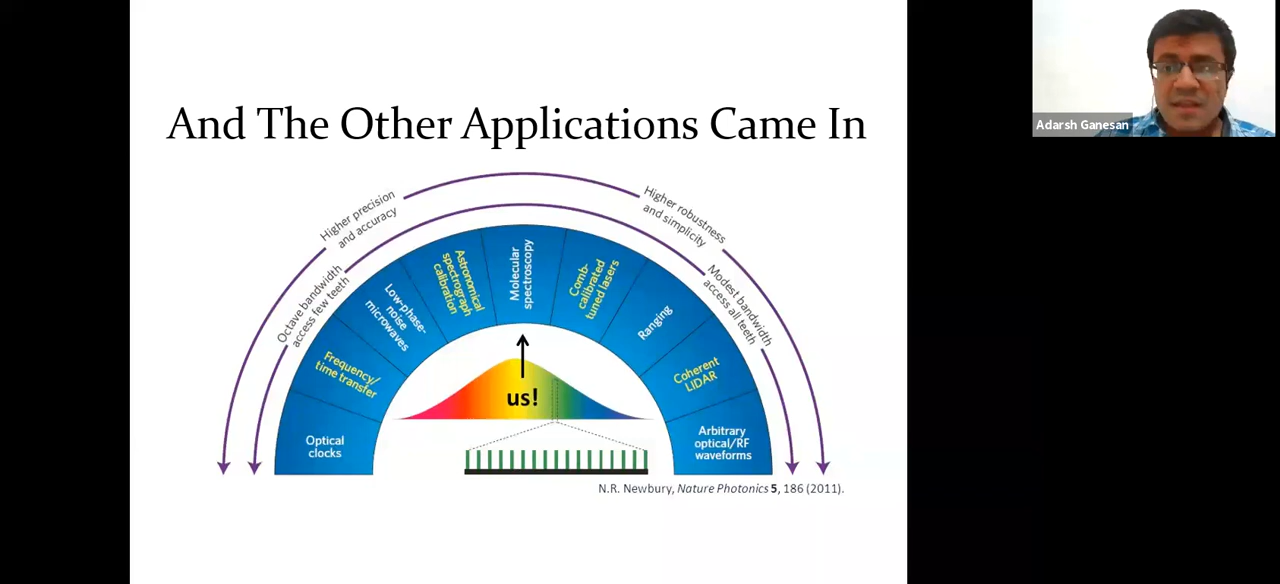 And The Other Applications Came In
Adarsh Ganesan
Higher precision
and accuracy
Higher robustness
and simplicity
Octave bandwidth
access few teeth
Modest bandwidth
access all teeth
Optical
clocks
Frequency/
time transfer
Low-phase-
noise
microwaves
Astronomical
spectrograph
calibration
Molecular
spectroscopy
Comb-
calibrated
tuned lasers
Ranging
Coherent
LIDAR
Arbitrary
optical/RF
waveforms
us!
N.R. Newbury, Nature Photonics 5, 186 (2011).